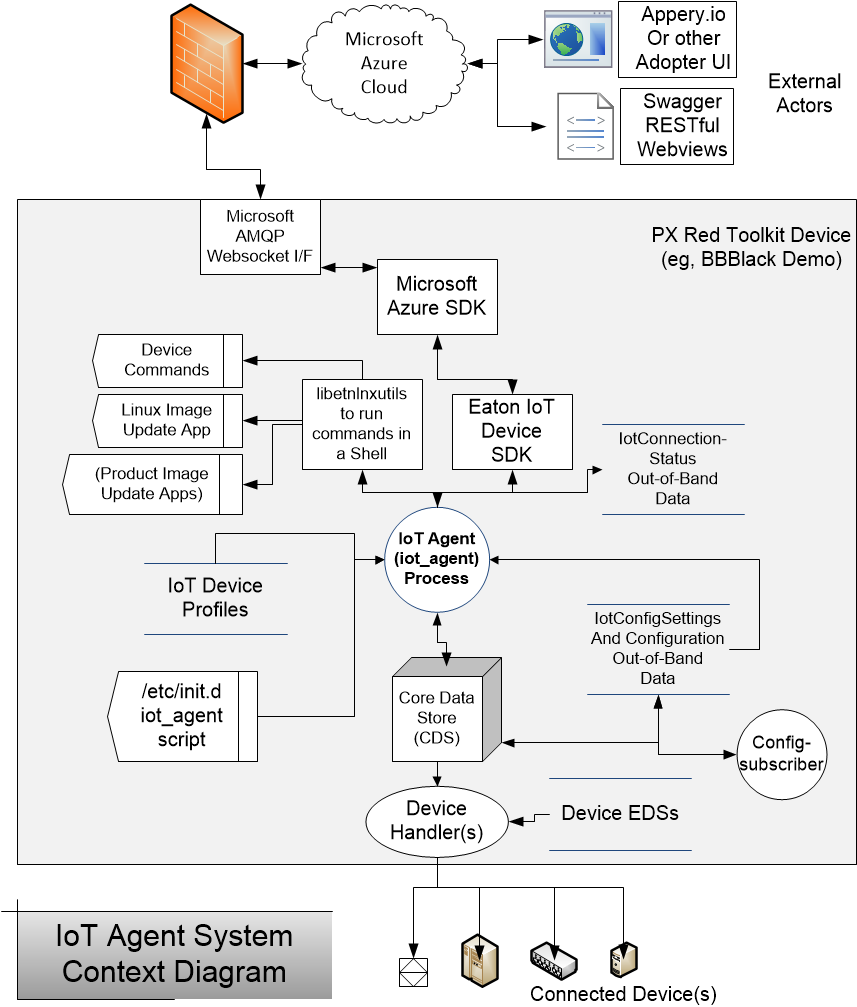 Microsoft
Azure
Cloud
Appery.io
Or other
Adopter UI
Swagger
RESTful
Webviews
External
Actors
Microsoft
AMQP
Websocket I/F
PX Red Toolkit Device
(eg, BBBlack Demo)
Microsoft
Azure SDK
Device
Commands
Linux Image
Update App
(Product Image
Update Apps)
libetnlnxutils
to run
commands in
a Shell
Eaton IoT
Device
SDK
IotConnection-
Status
Out-of-Band
Data
IoT Agent
(iot_agent)
Process
IoT Device
Profiles
IotConfigSettings
And Configuration
Out-of-Band
Data
/etc/init.d
iot_agent
script
Core Data
Store
(CDS)
Config-
subscriber
Device
Handler(s)
Device EDSs
IoT Agent System
Context Diagram
Connected Device(s)